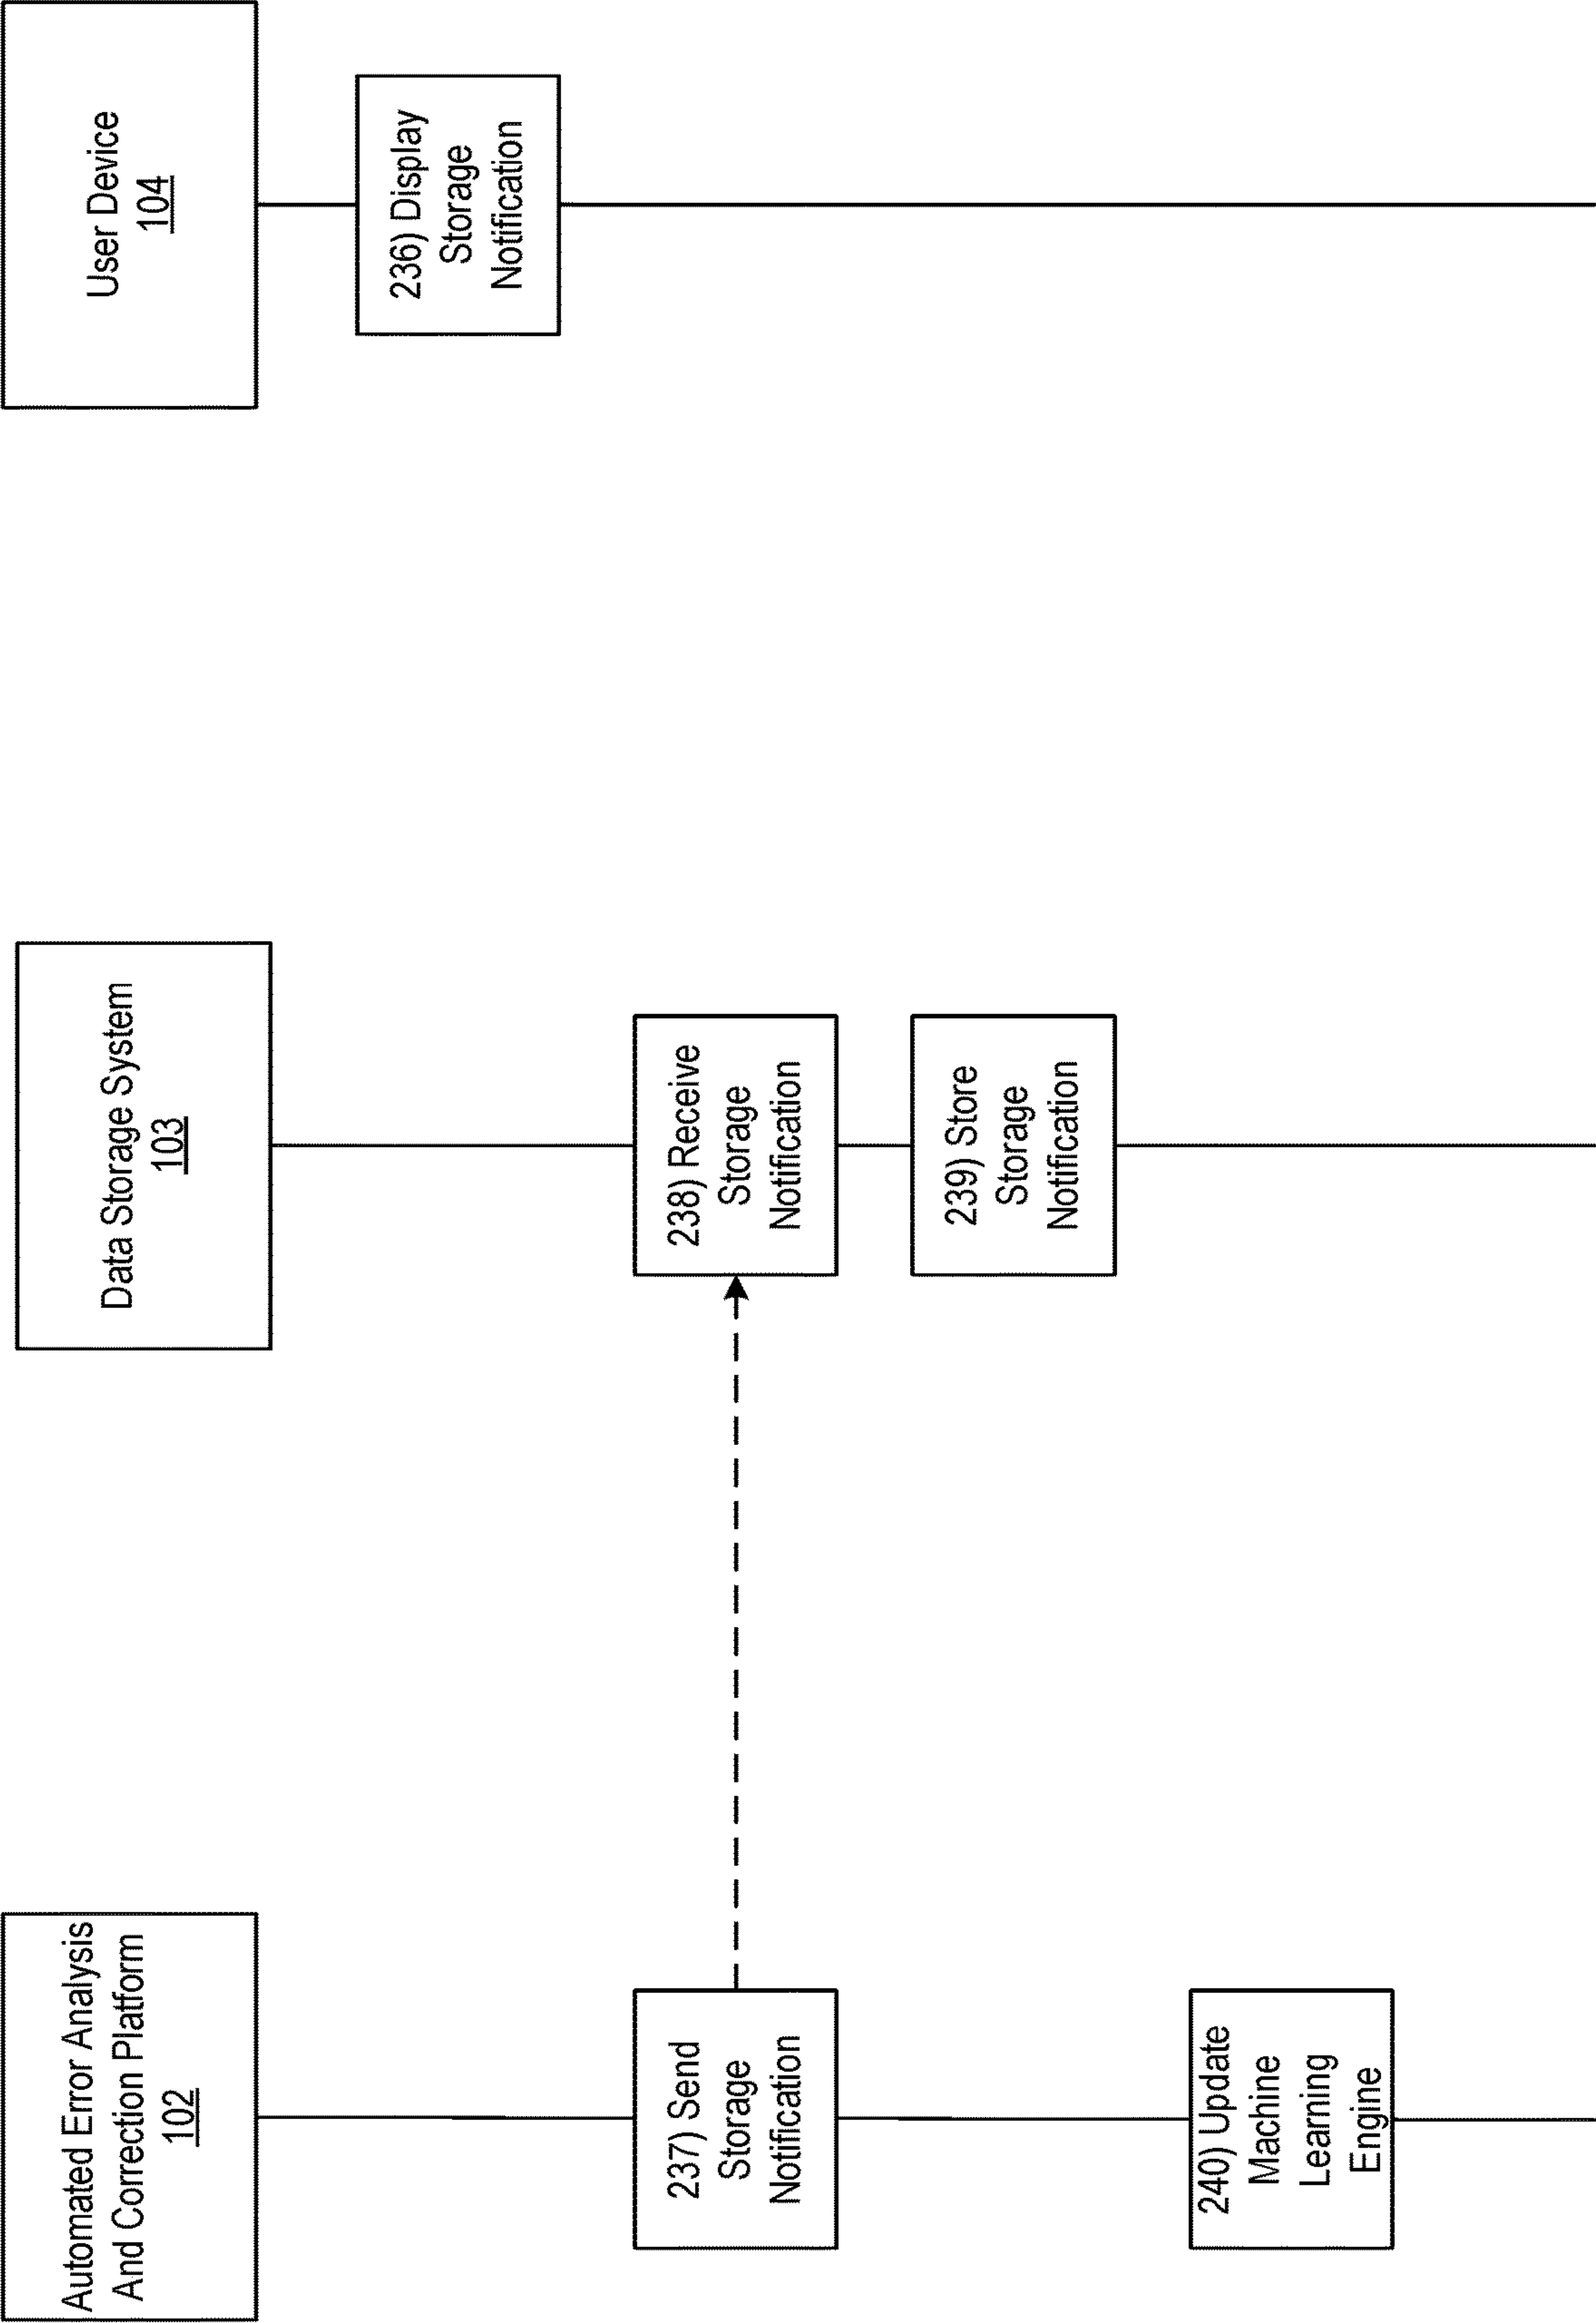 Automated Error Analysis
And Correction Platform
102
Data Storage System
103
User Device
104
236) Display
Storage
Notification
237) Send
Storage
Notification
238) Receive
Storage
Notification
239) Store
Storage
Notification
240) Update
Machine
Learning
Engine